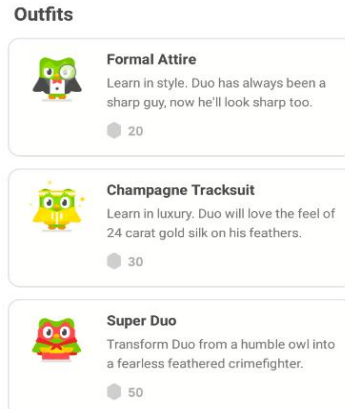 Outfits
Formal Attire
Learn in style. Duo has always been a
sharp guy, now he'll look sharp too.
20
Champagne Tracksuit
Learn in luxury. Duo will love the feel of
24 carat gold silk on his feathers.
30
Super Duo
Transform Duo from a humble owl into
a fearless feathered crimefighter.
50